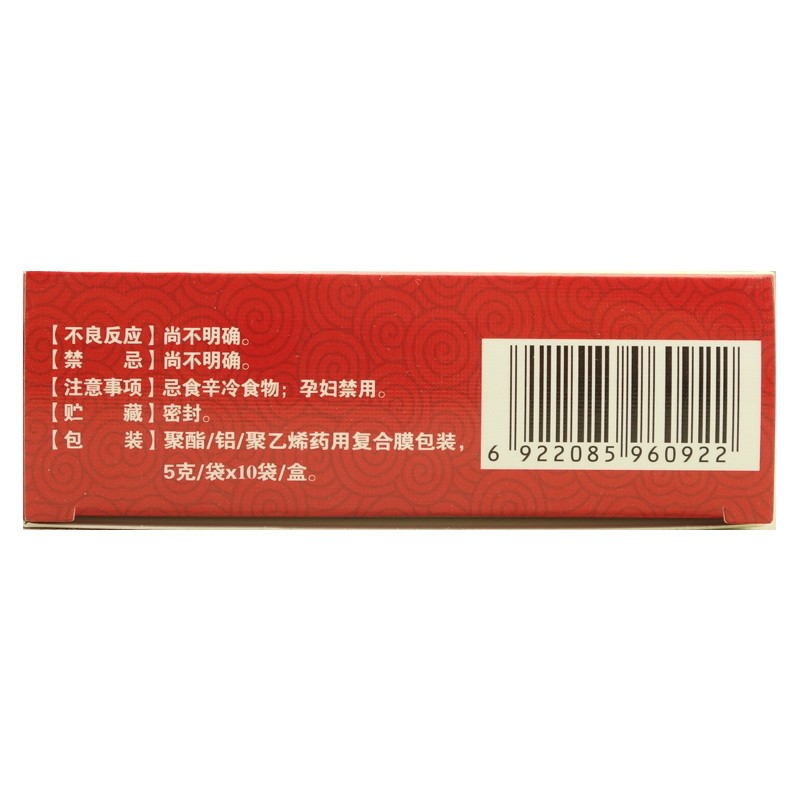 【不良反应】尚不明确。
【禁 忌】尚不明确。
【注意事项】忌食辛冷食物；孕妇禁用。
【贮 藏】密封。
【包 装】聚酯/铝/聚乙烯药用复合膜包装，
5克/袋x10袋/盒。
6 922085 960922